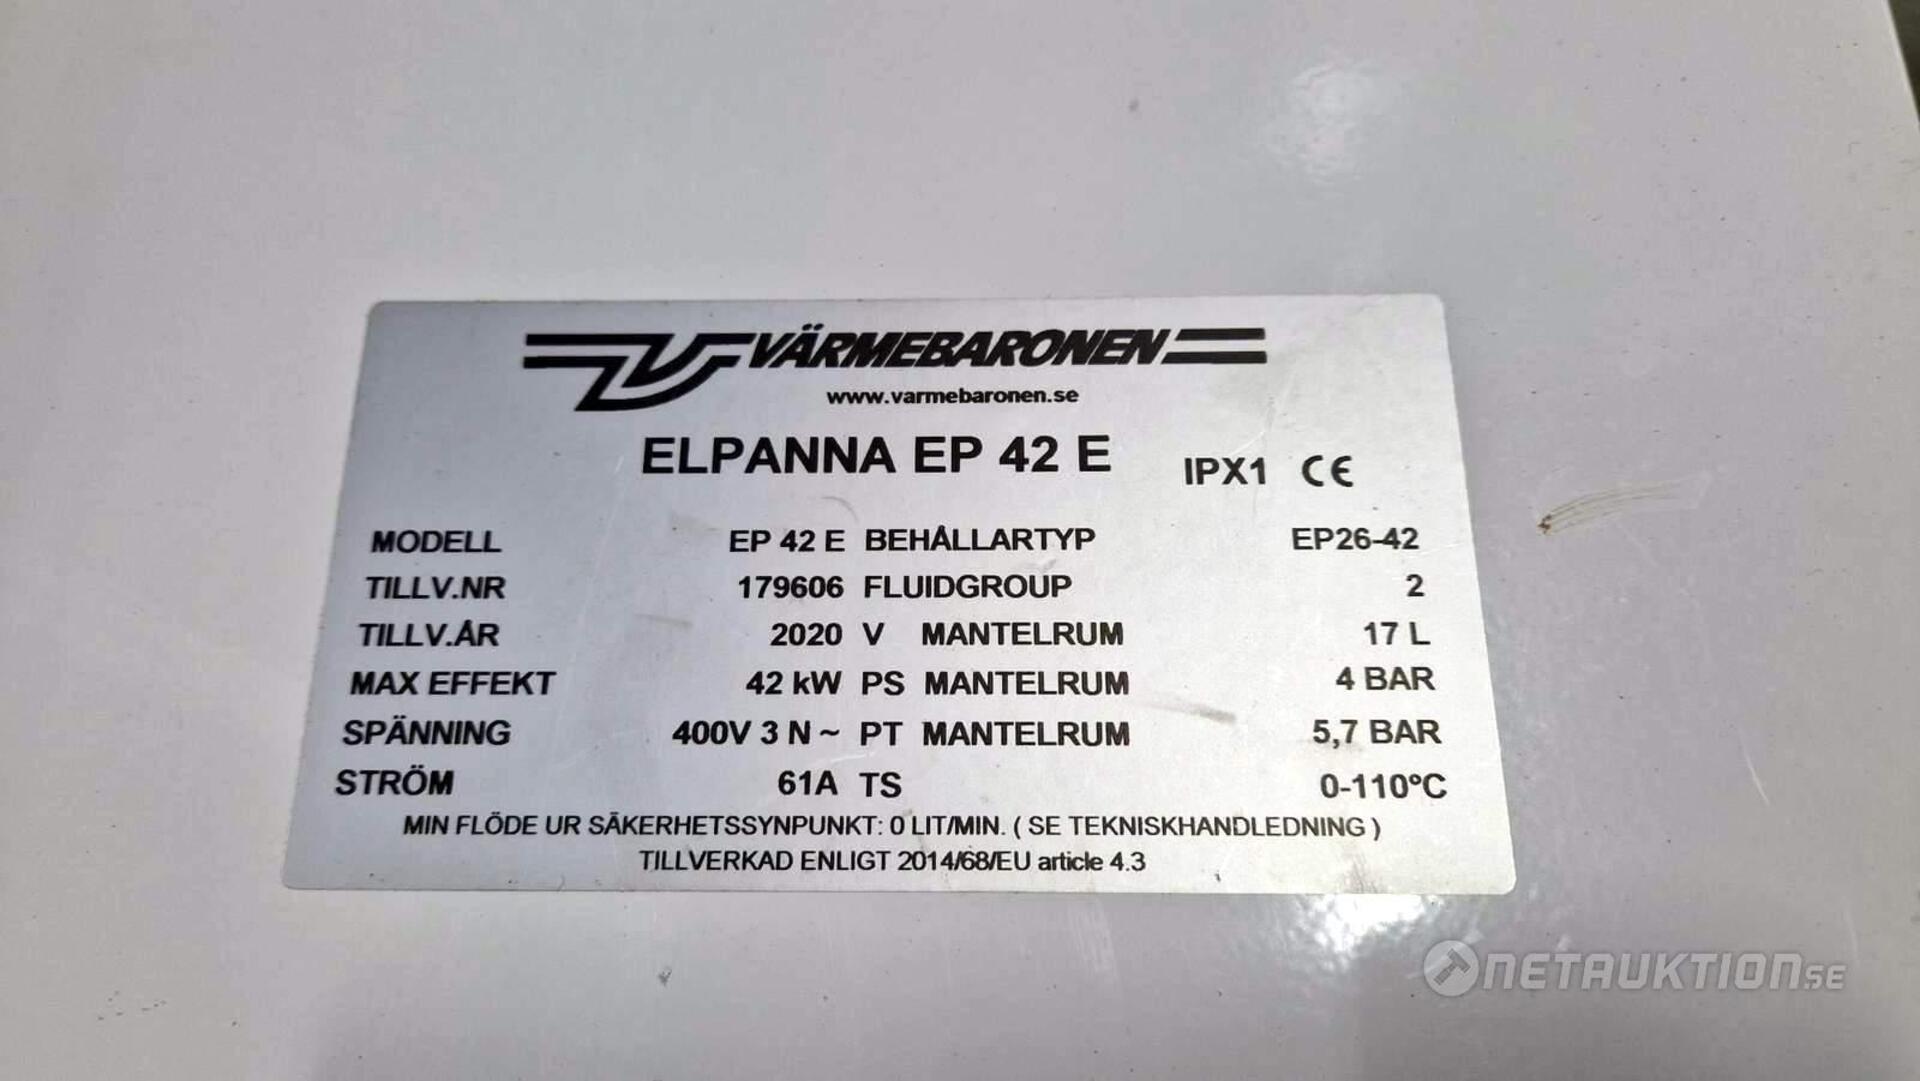 VÄRMEBARONEN
www.varmebaronen.se
ELPANNA EP 42 E IPX1 CE
MODELL EP 42 E BEHÅLLARTYP EP26-42
TILLV.NR 179606 FLUIDGROUP 2
TILLV.ÅR 2020 V MANTELRUM 17 L
MAX EFFEKT 42 kW PS MANTELRUM 4 BAR
SPÄNNING 400V 3 N ~ PT MANTELRUM 5,7 BAR
STRÖM 61A TS 0-110ºC
MIN FLÖDE UR SÄKERHETSSYNPUNKT: 0 LIT/MIN. ( SE TEKNISKHANDLEDNING )
TILLVERKAD ENLIGT 2014/68/EU article 4.3
NETAUKTION.SE